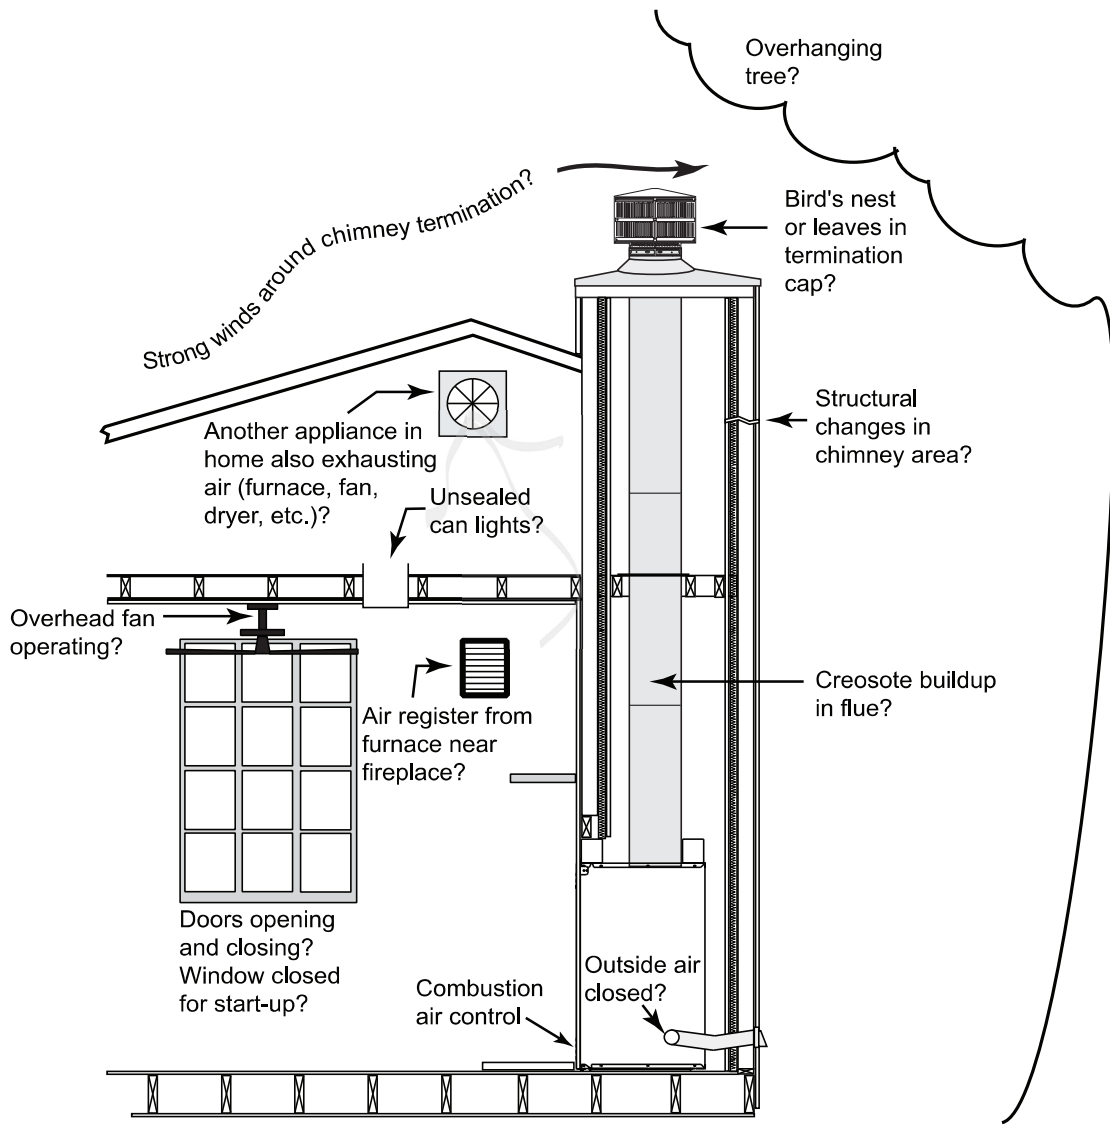 Overhanging
tree?
Strong winds around chimney termination?
Bird's nest
or leaves in
termination
cap?
Structural
changes in
chimney area?
Another appliance in
home also exhausting
air (furnace, fan,
dryer, etc.)?
Unsealed
can lights?
Overhead fan
operating?
Air register from
furnace near
fireplace?
Creosote buildup
in flue?
Doors opening
and closing?
Window closed
for start-up?
Combustion
air control
Outside air
closed?